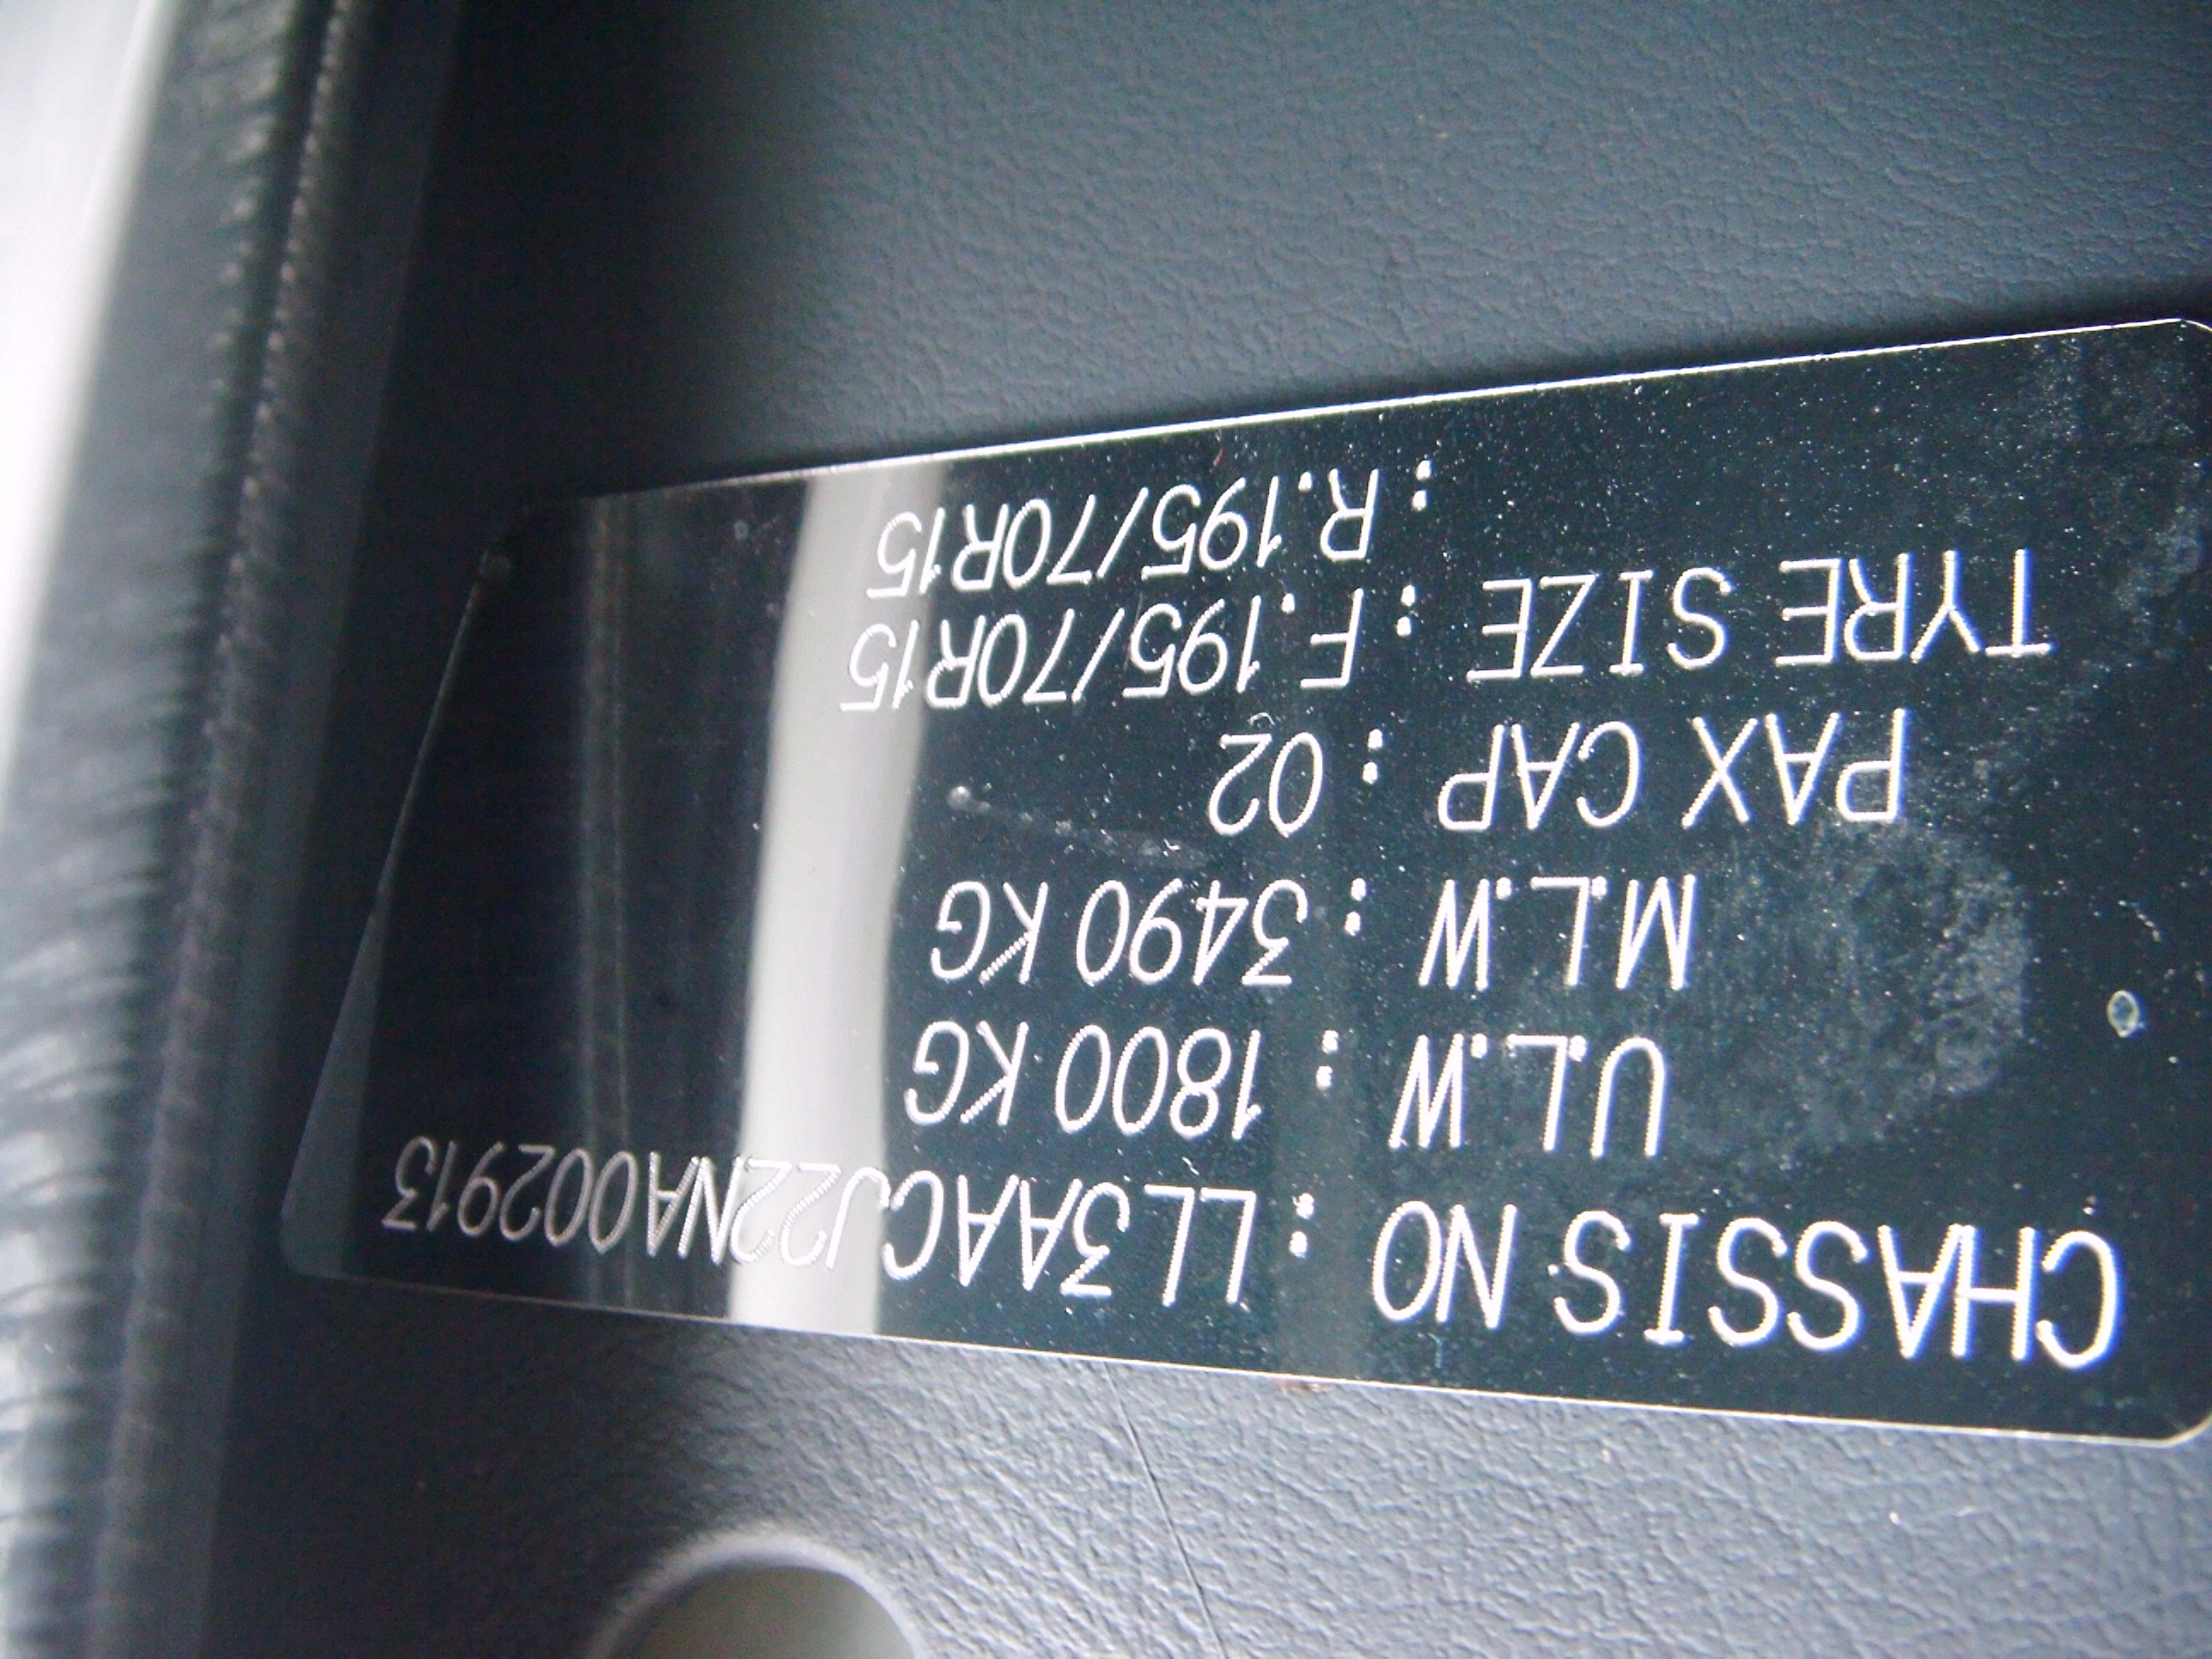 CHASSIS NO : LL3AACJ22NA002913
U.L.W : 1800 KG
M.L.W : 3490 KG
PAX CAP : 02
TYRE SIZE : F.195/70R15
: R.195/70R15